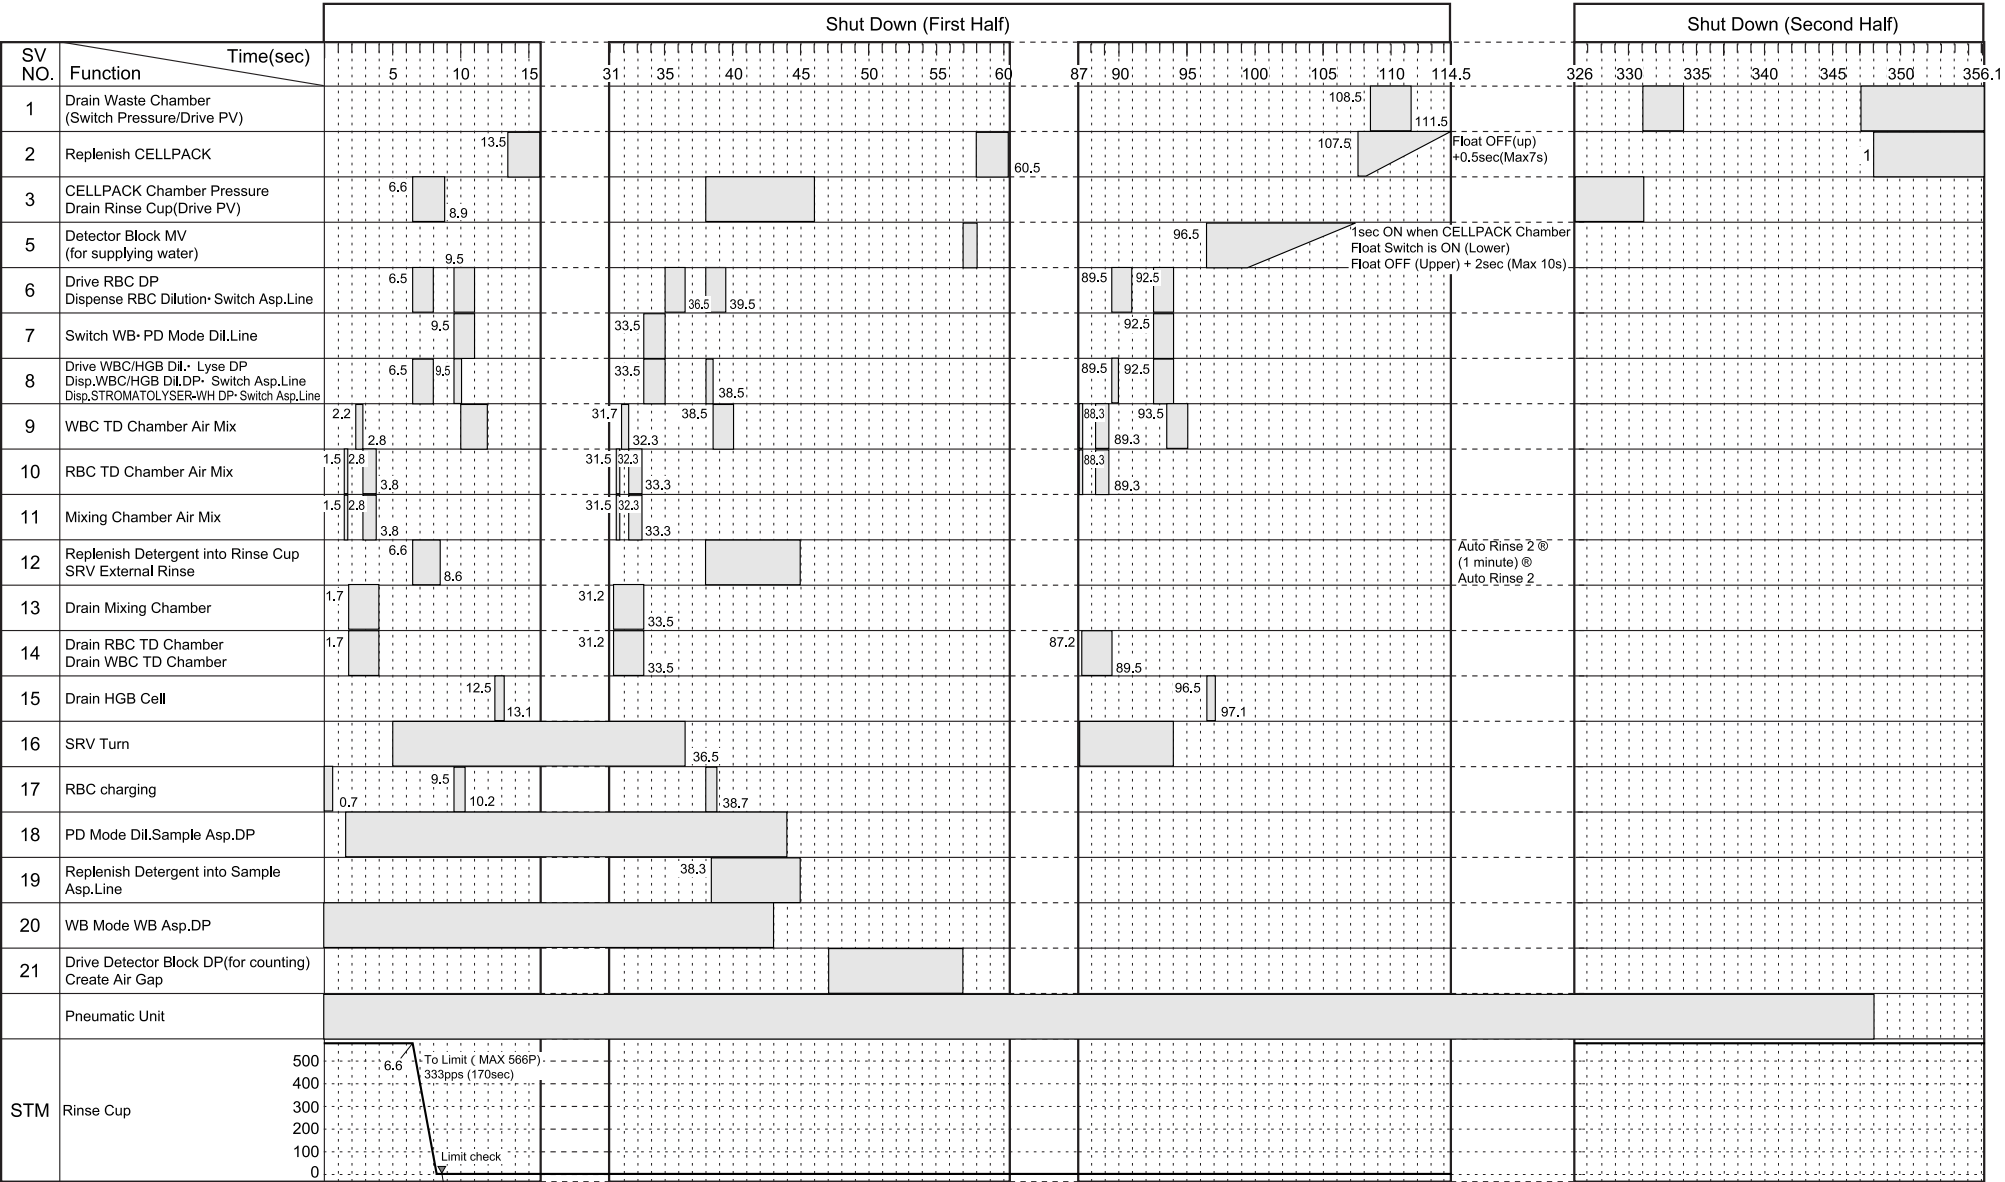 Shut Down (First Half)
Shut Down (Second Half)
SV NO.
Function
Time(sec)
5 10 15 31 35 40 45 50 55 60 87 90 95 100 105 110 114.5 326 330 335 340 345 350 356.1
1
Drain Waste Chamber
(Switch Pressure/Drive PV)
108.5
111.5
2
Replenish CELLPACK
13.5
60.5
107.5
Float OFF(up)
+0.5sec(Max7s)
1
3
CELLPACK Chamber Pressure
Drain Rinse Cup(Drive PV)
6.6
8.9
5
Detector Block MV
(for supplying water)
96.5
1sec ON when CELLPACK Chamber
Float Switch is ON (Lower)
Float OFF (Upper) + 2sec (Max 10s)
6
Drive RBC DP
Dispense RBC Dilution· Switch Asp.Line
6.5
9.5
36.5
39.5
89.5
92.5
7
Switch WB· PD Mode Dil.Line
9.5
33.5
92.5
8
Drive WBC/HGB Dil.· Lyse DP
Disp.WBC/HGB Dil.DP· Switch Asp.Line
Disp.STROMATOLYSER-WH DP· Switch Asp.Line
6.5
9.5
33.5
38.5
89.5
92.5
9
WBC TD Chamber Air Mix
2.2
2.8
31.7
32.3
38.5
88.3
89.3
93.5
10
RBC TD Chamber Air Mix
1.5
2.8
3.8
31.5
32.3
33.3
88.3
89.3
11
Mixing Chamber Air Mix
1.5
2.8
3.8
31.5
32.3
33.3
12
Replenish Detergent into Rinse Cup
SRV External Rinse
6.6
8.6
Auto Rinse 2 ®
(1 minute) ®
Auto Rinse 2
13
Drain Mixing Chamber
1.7
31.2
33.5
14
Drain RBC TD Chamber
Drain WBC TD Chamber
1.7
31.2
33.5
87.2
89.5
15
Drain HGB Cell
12.5
13.1
96.5
97.1
16
SRV Turn
36.5
17
RBC charging
0.7
9.5
10.2
38.7
18
PD Mode Dil.Sample Asp.DP
19
Replenish Detergent into Sample
Asp.Line
38.3
20
WB Mode WB Asp.DP
21
Drive Detector Block DP(for counting)
Create Air Gap
Pneumatic Unit
STM
Rinse Cup
500
400
300
200
100
0
6.6
To Limit ( MAX 566P)
333pps (170sec)
Limit check